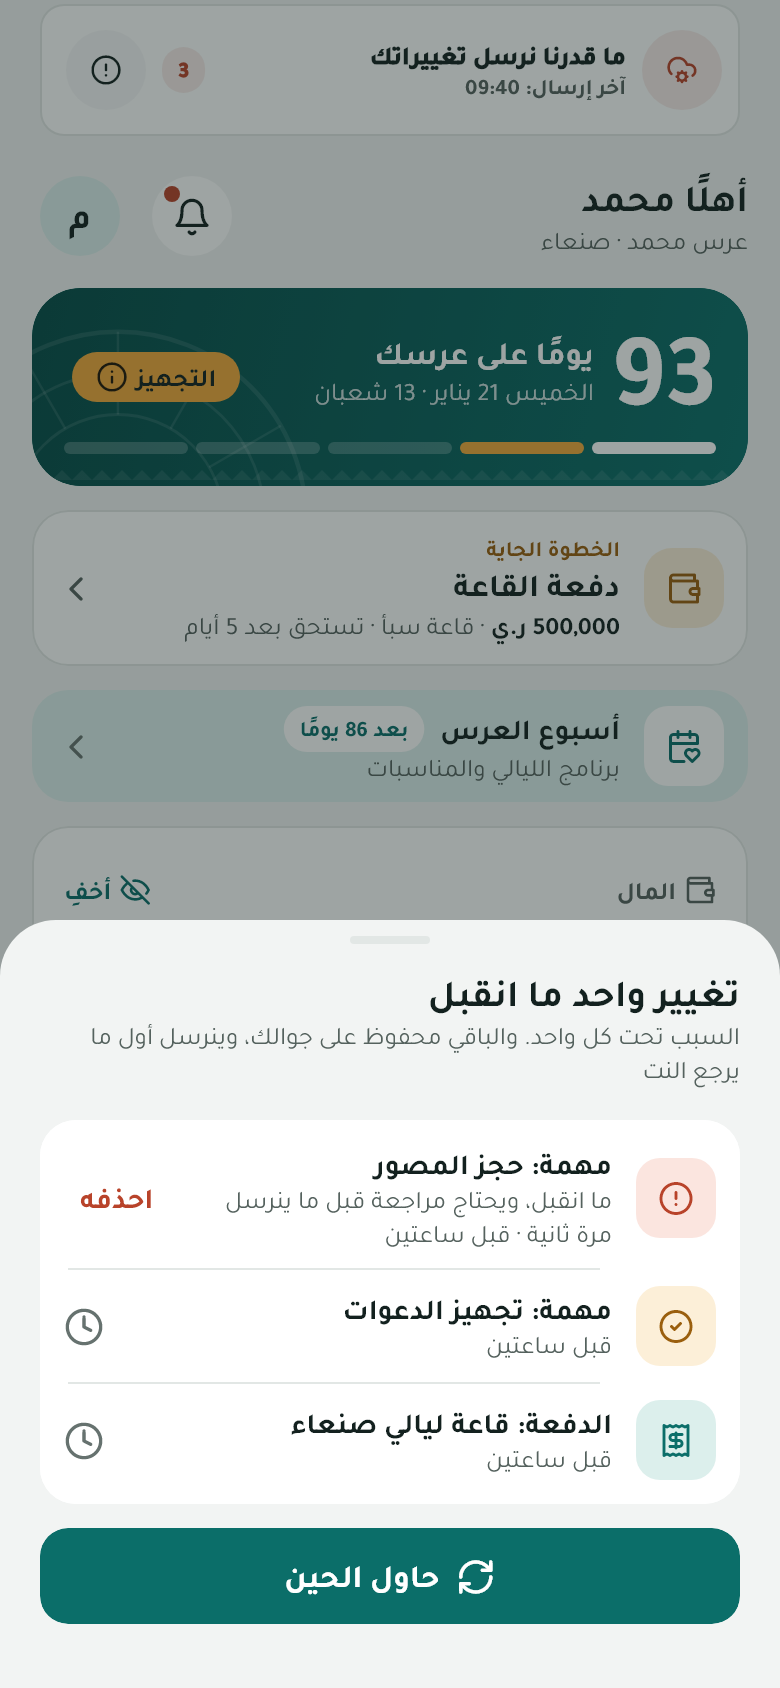 ما قدرنا نرسل تغييراتك
3
آخر إرسال: 09:40
أهلًا محمد
م
عرس محمد · صنعاء
93
يومًا على عرسك
التجهيز
الخميس 21 يناير · 13 شعبان
الخطوة الجاية
دفعة القاعة
500,000 ر.ي · قاعة سبأ · تستحق بعد 5 أيام
أسبوع العرس
بعد 86 يومًا
برنامج الليالي والمناسبات
المال
أخفِ
تغيير واحد ما انقبل
السبب تحت كل واحد. والباقي محفوظ على جوالك، وينرسل أول ما
يرجع النت
مهمة: حجز المصور
ما انقبل، ويحتاج مراجعة قبل ما ينرسل
مرة ثانية · قبل ساعتين
احذفه
مهمة: تجهيز الدعوات
قبل ساعتين
الدفعة: قاعة ليالي صنعاء
قبل ساعتين
حاول الحين